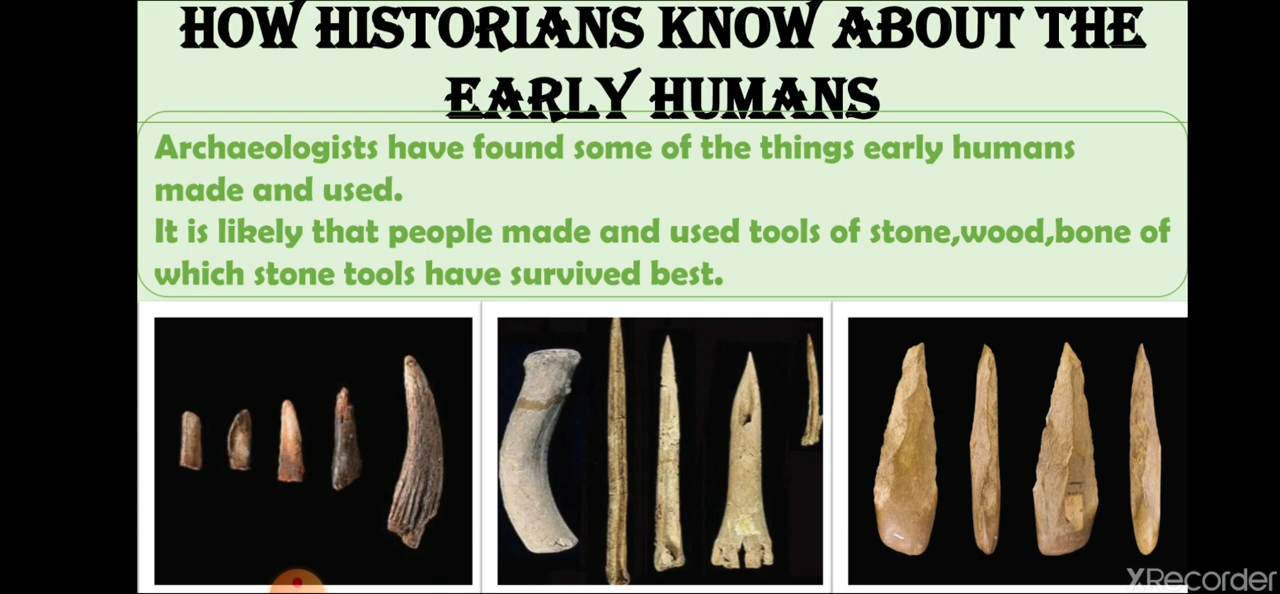 HOW HISTORIANS KNOW ABOUT THE
EARLY HUMANS
Archaeologists have found some of the things early humans
made and used.
It is likely that people made and used tools of stone,wood,bone of
which stone tools have survived best.
XRecorder